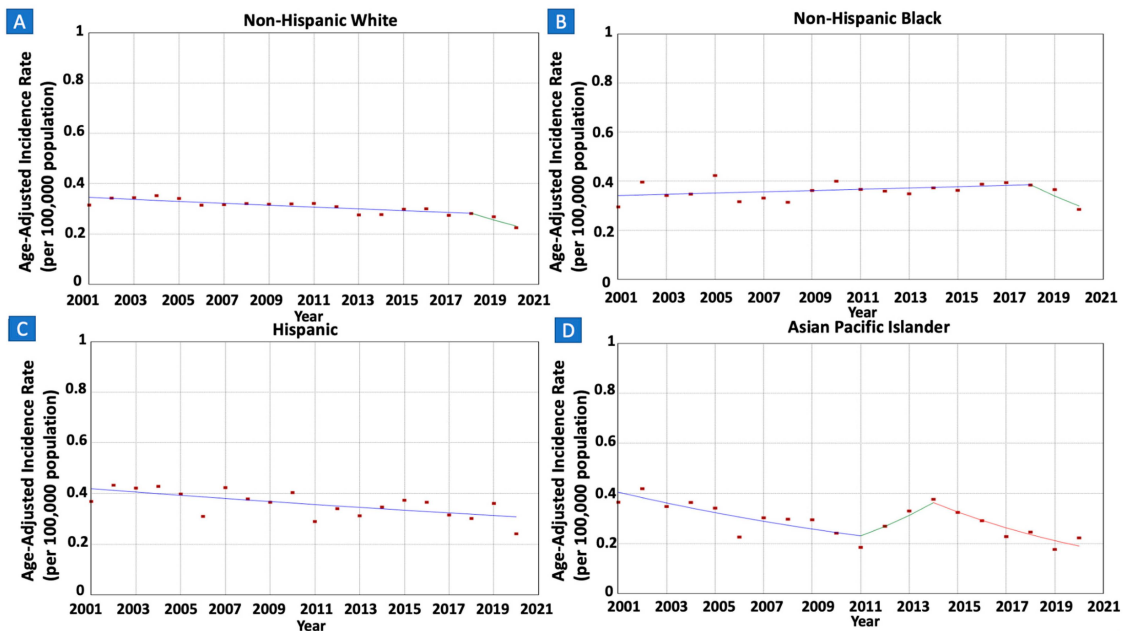 A
Non-Hispanic White
Age-Adjusted Incidence Rate
(per 100,000 population)
1
0.8
0.6
0.4
0.2
0
2001 2003 2005 2007 2009 2011 2013 2015 2017 2019 2021
Year
B
Non-Hispanic Black
Age-Adjusted Incidence Rate
(per 100,000 population)
1
0.8
0.6
0.4
0.2
0
2001 2003 2005 2007 2009 2011 2013 2015 2017 2019 2021
Year
C
Hispanic
Age-Adjusted Incidence Rate
(per 100,000 population)
1
0.8
0.6
0.4
0.2
0
2001 2003 2005 2007 2009 2011 2013 2015 2017 2019 2021
Year
D
Asian Pacific Islander
Age-Adjusted Incidence Rate
(per 100,000 population)
1
0.8
0.6
0.4
0.2
0
2001 2003 2005 2007 2009 2011 2013 2015 2017 2019 2021
Year